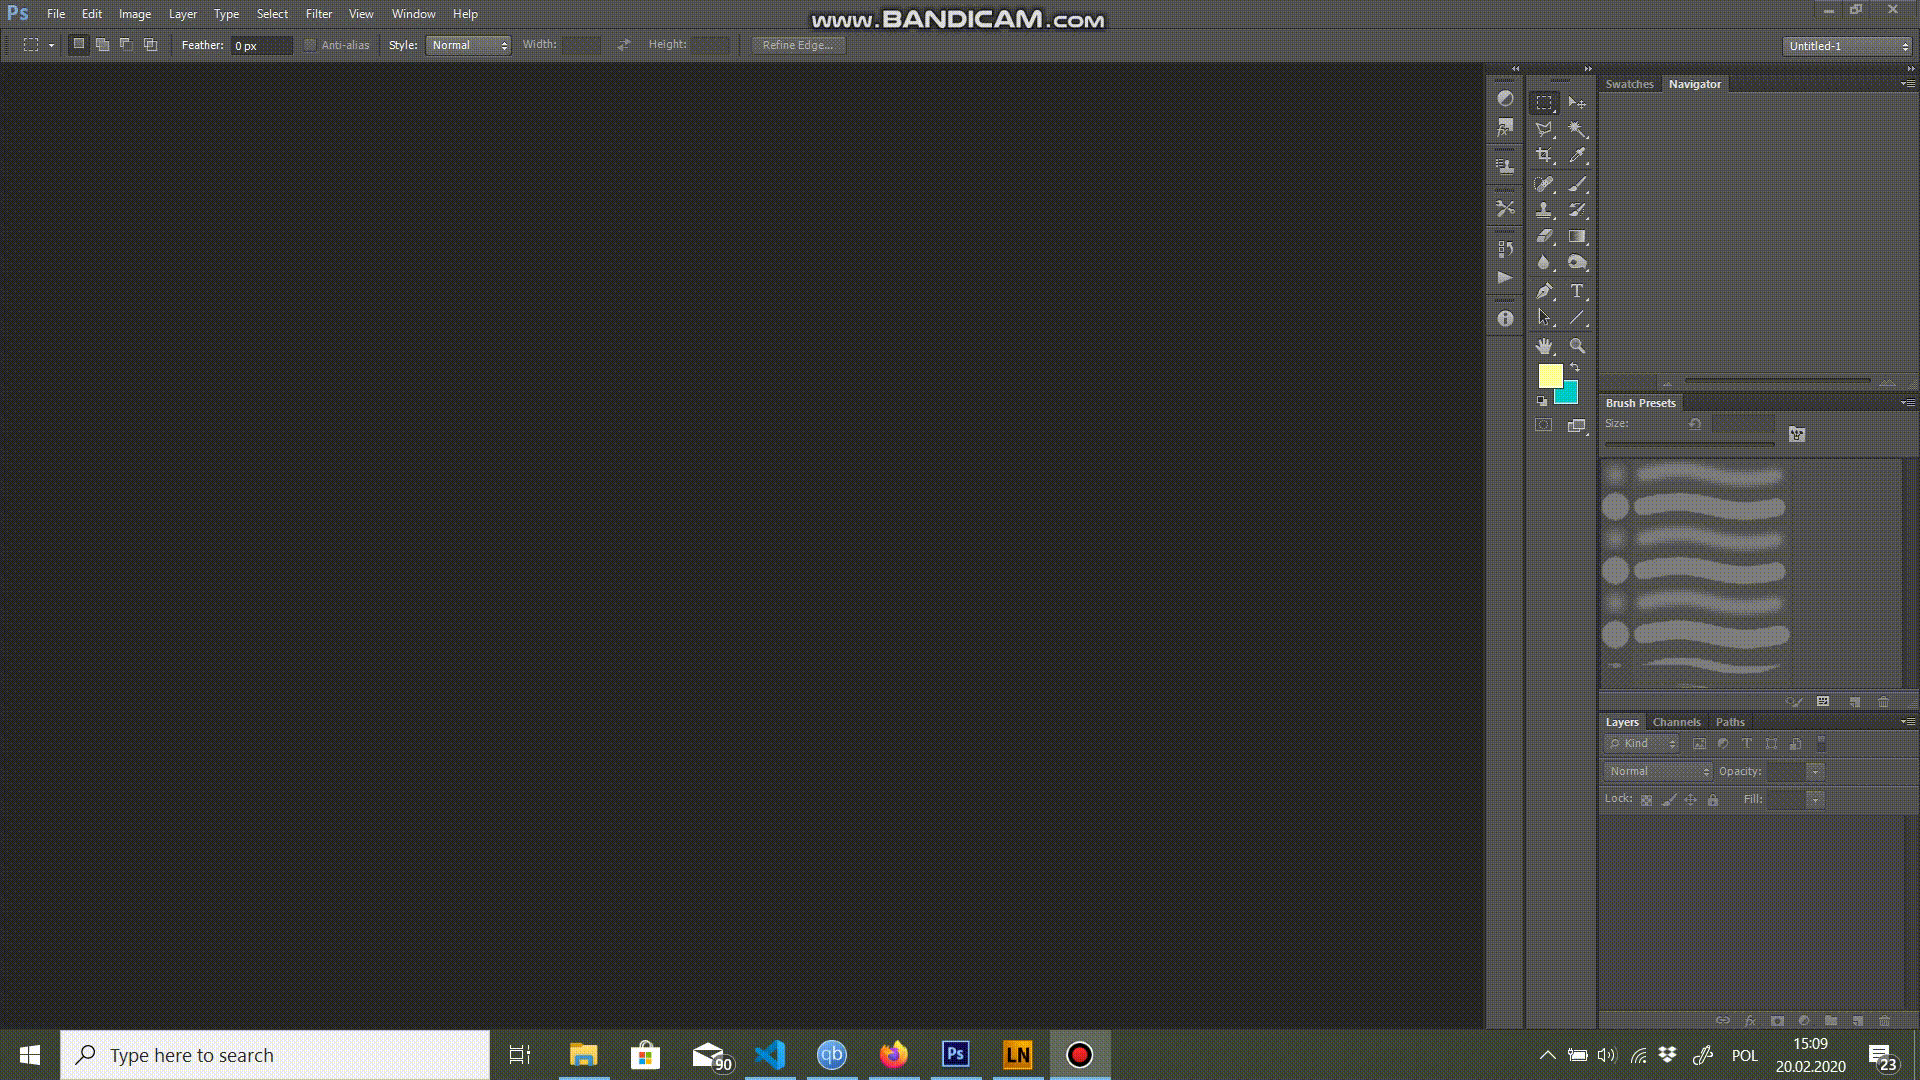 Ps File Edit Image Layer Type Select Filter View Window Help
www.BANDICAM.com
Feather: 0 px Anti-alias Style: Normal Width: Height: Refine Edge... Untitled-1
Swatches Navigator
Brush Presets
Size:
Layers Channels Paths
Kind
Normal Opacity:
Lock: Fill:
Type here to search
90
qb
Ps
LN
POL
15:09
20.02.2020
23